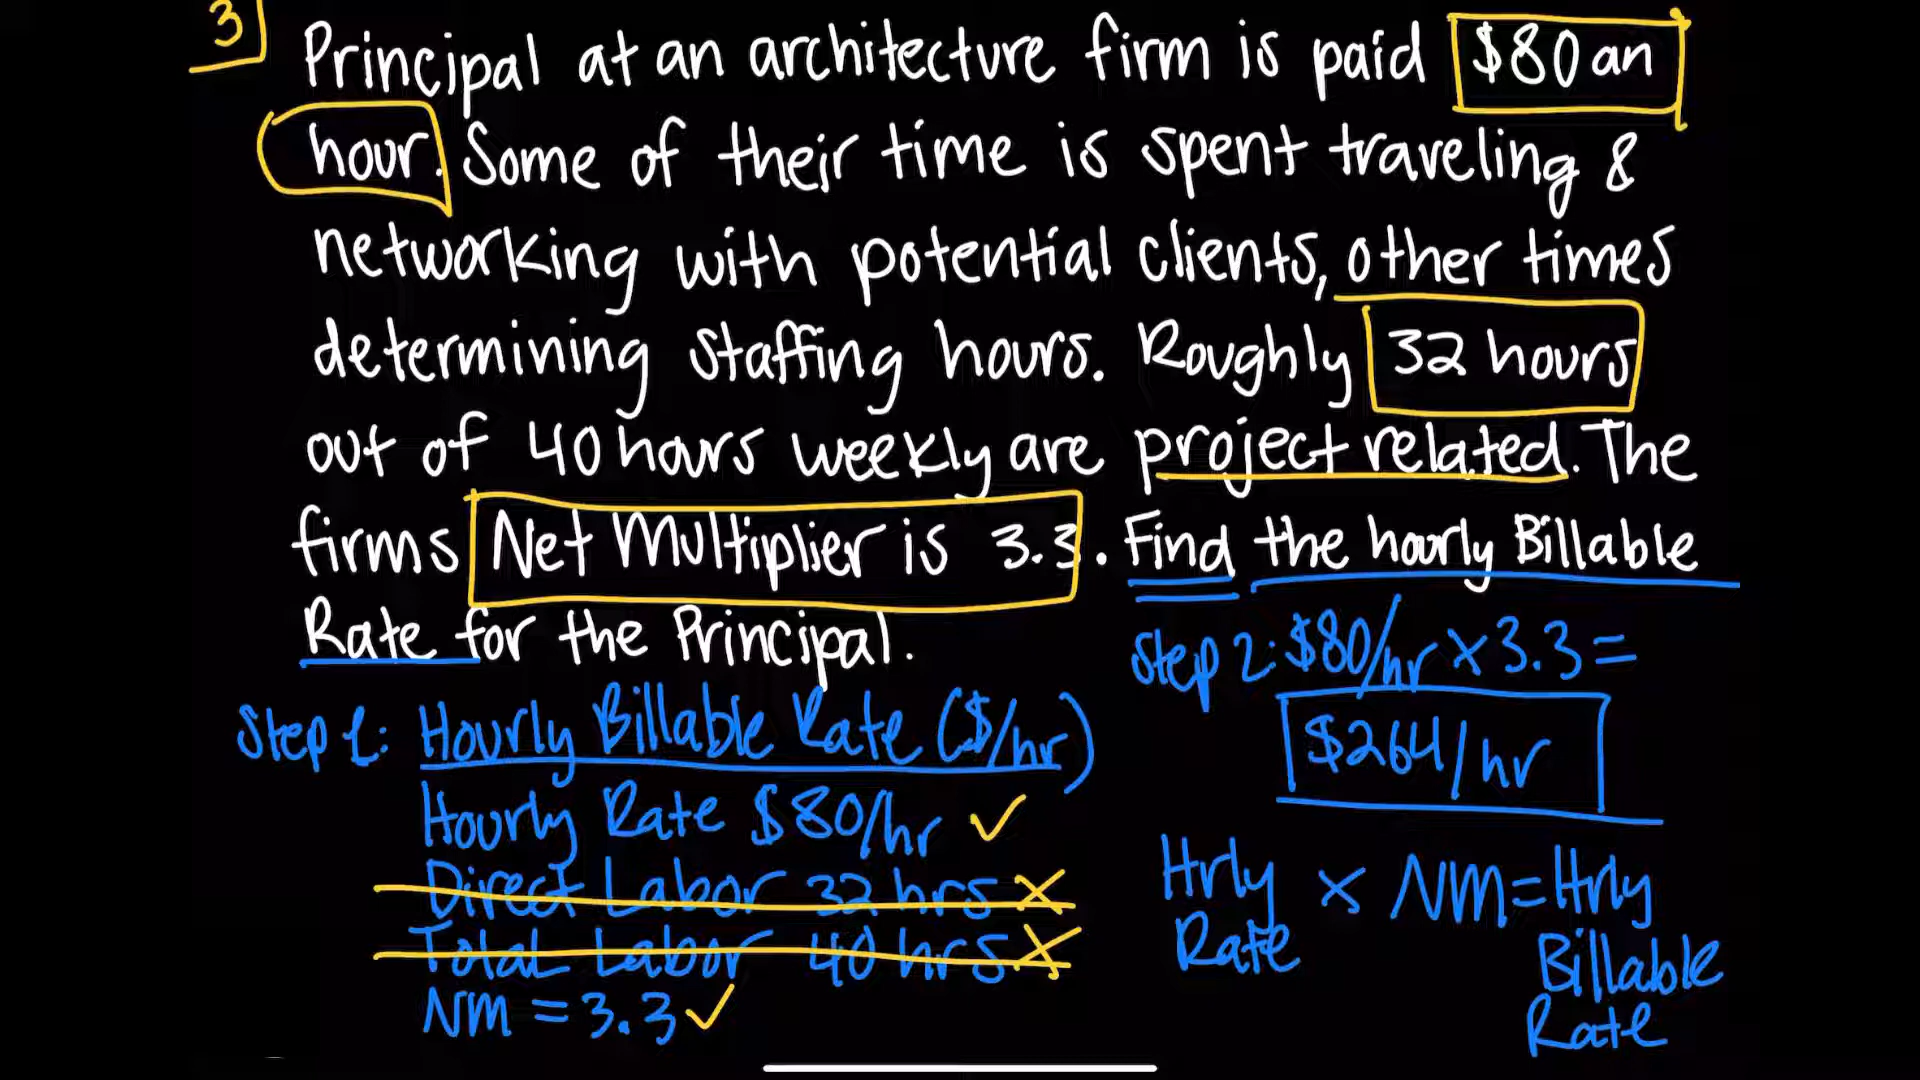 3
Principal at an architecture firm is paid $80 an
hour. Some of their time is spent traveling &
networking with potential clients, other times
determining staffing hours. Roughly 32 hours
out of 40 hours weekly are project related. The
firms Net Multiplier is 3.3. Find the hourly Billable
Rate for the Principal.
Step 1: Hourly Billable Rate ($/hr)
Hourly Rate $80/hr ✓
Direct Labor 32 hrs X
Total Labor 40 hrs X
NM = 3.3 ✓
Step 2: $80/hr x 3.3 =
$264/hr
Hrly x NM = Hrly
Rate Billable
Rate